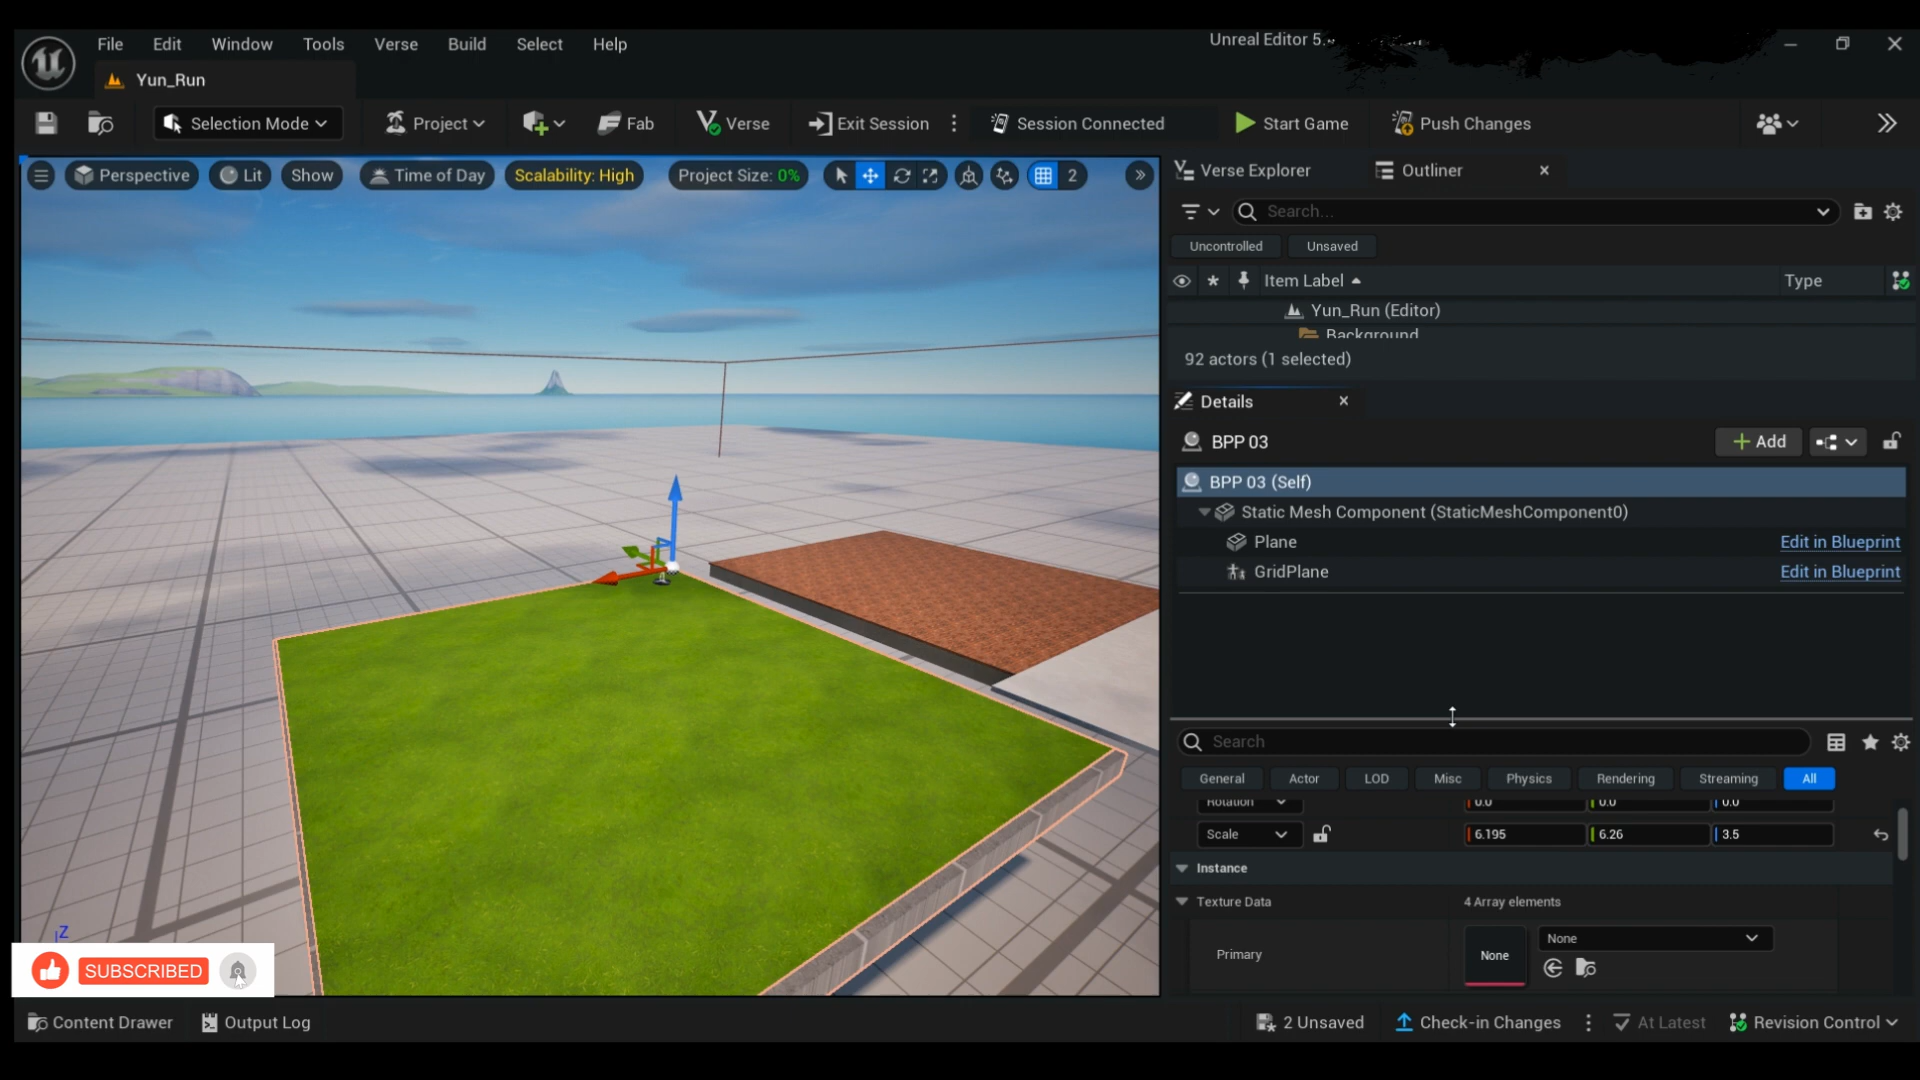 File Edit Window Tools Verse Build Select Help
Unreal Editor 5.
Yun_Run
Selection Mode Project Fab Verse Exit Session Session Connected Start Game Push Changes
Perspective Lit Show Time of Day Scalability: High Project Size: 0% 2
Verse Explorer Outliner
Search...
Uncontrolled Unsaved
Item Label Type
Yun_Run (Editor)
Background
92 actors (1 selected)
Details
BPP 03 Add
BPP 03 (Self)
Static Mesh Component (StaticMeshComponent0)
Plane Edit in Blueprint
GridPlane Edit in Blueprint
Search
General Actor LOD Misc Physics Rendering Streaming All
Rotation 0.0 0.0 0.0
Scale 6.195 6.26 3.5
Instance
Texture Data 4 Array elements
Primary None None
Z
SUBSCRIBED
Content Drawer Output Log 2 Unsaved Check-in Changes At Latest Revision Control